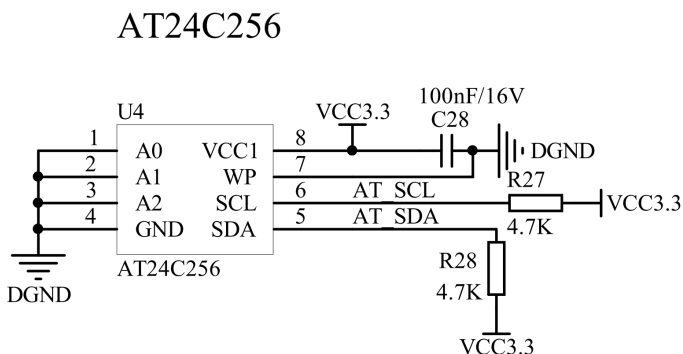 AT24C256
100nF/16V
U4 VCC3.3 C28
1 A0 VCC1 8 DGND
2 A1 WP 7
R27
3 A2 SCL 6 AT_SCL VCC3.3
4 GND SDA 5 AT_SDA 4.7K
R28
AT24C256
4.7K
DGND
VCC3.3